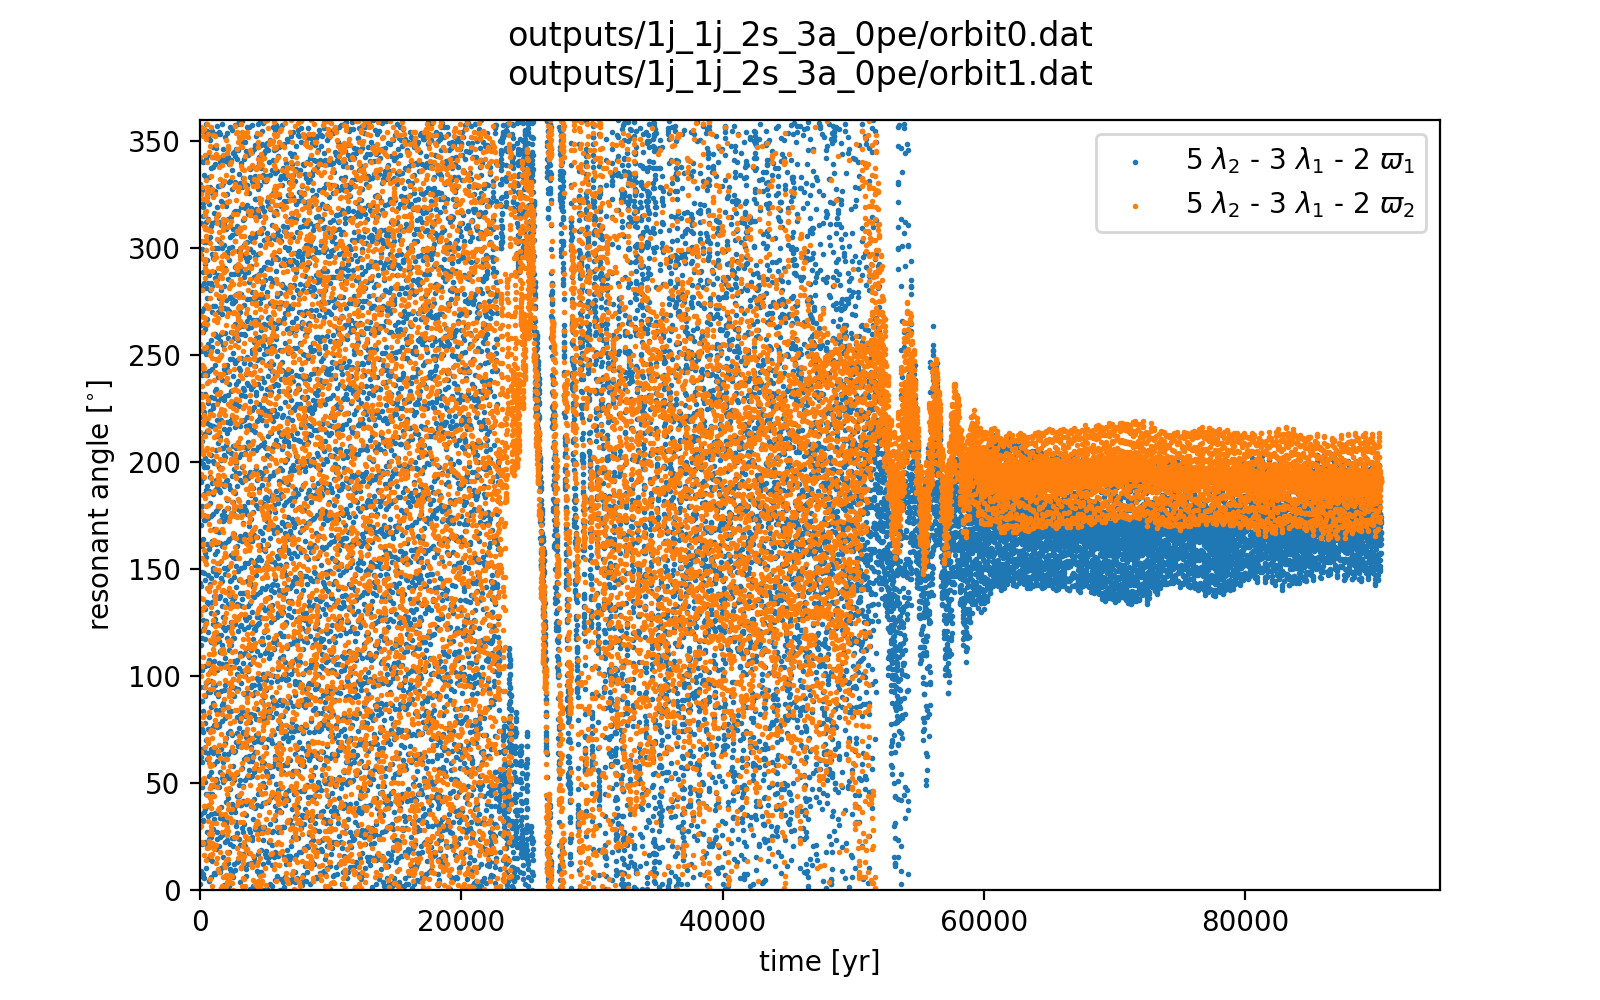 outputs/1j_1j_2s_3a_0pe/orbit0.dat
outputs/1j_1j_2s_3a_0pe/orbit1.dat
5 λ₂ - 3 λ₁ - 2 ϖ₁
5 λ₂ - 3 λ₁ - 2 ϖ₂
resonant angle [°]
350
300
250
200
150
100
50
0
0 20000 40000 60000 80000
time [yr]